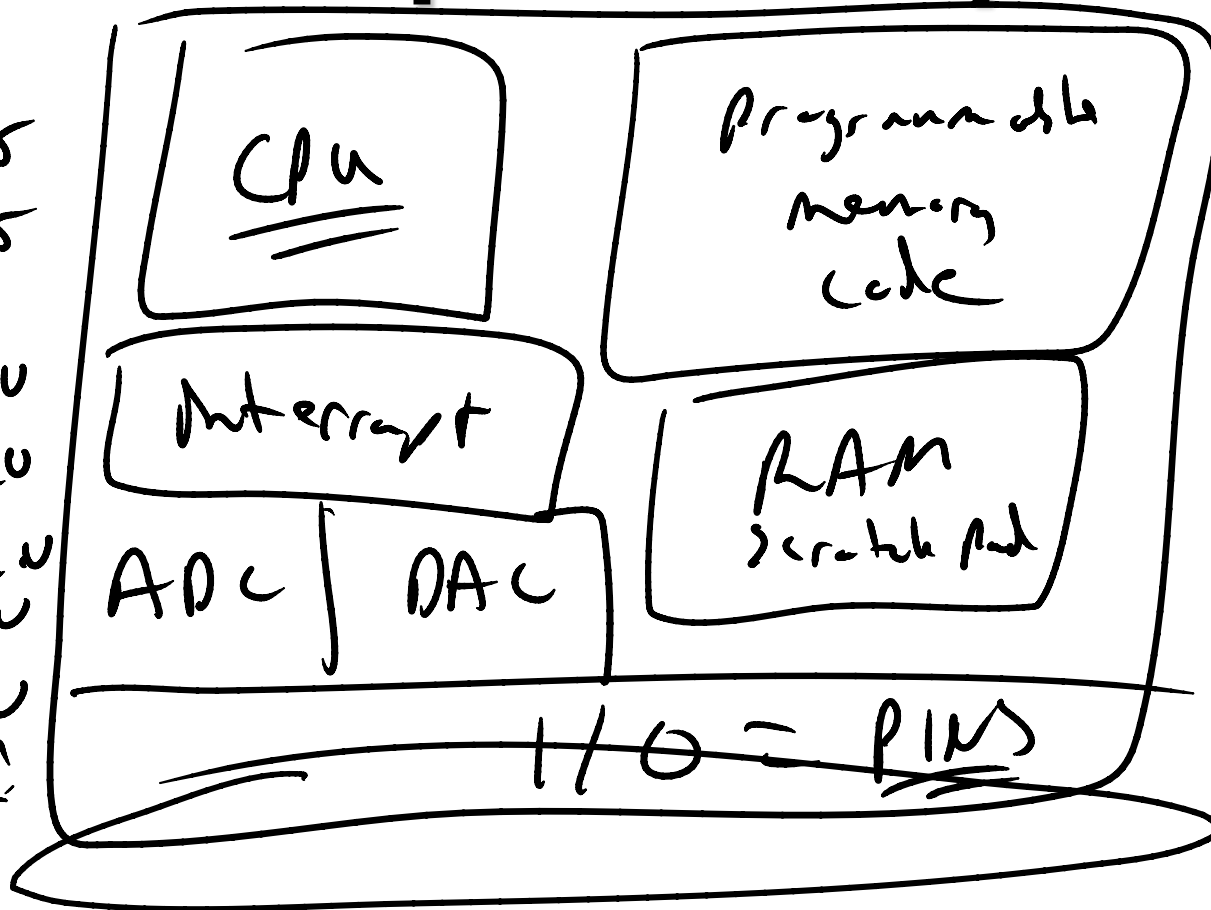 CPU
Programmable
memory
code
Interrupt
RAM
Scratch Pad
ADC
DAC
I/O = PINS